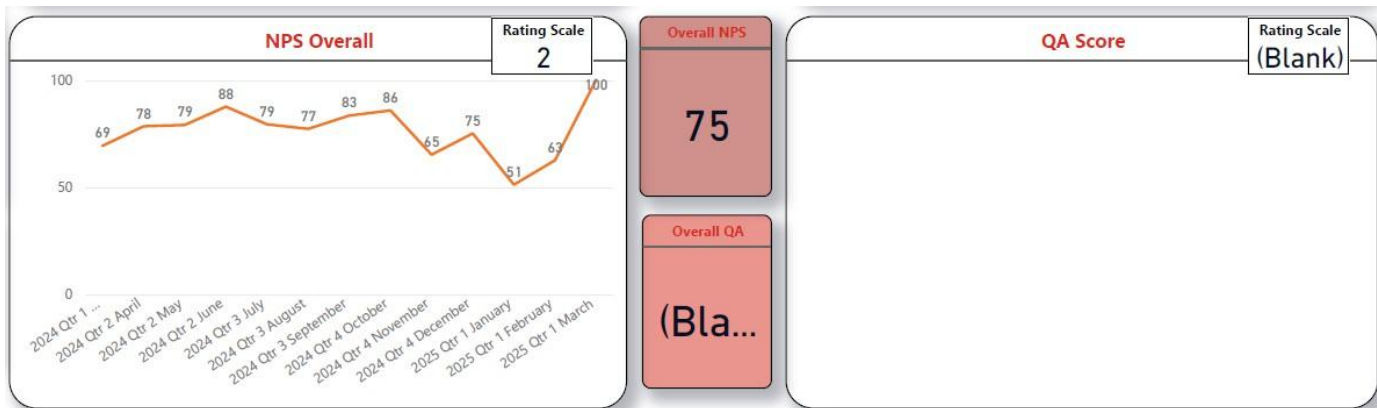 NPS Overall
Rating Scale
2
100
50
0
69
78
79
88
79
77
83
86
65
75
51
63
100
2024 Qtr 1 ...
2024 Qtr 2 April
2024 Qtr 2 May
2024 Qtr 2 June
2024 Qtr 3 July
2024 Qtr 3 August
2024 Qtr 3 September
2024 Qtr 4 October
2024 Qtr 4 November
2024 Qtr 4 December
2025 Qtr 1 January
2025 Qtr 1 February
2025 Qtr 1 March
Overall NPS
75
Overall QA
(Bla...
QA Score
Rating Scale
(Blank)